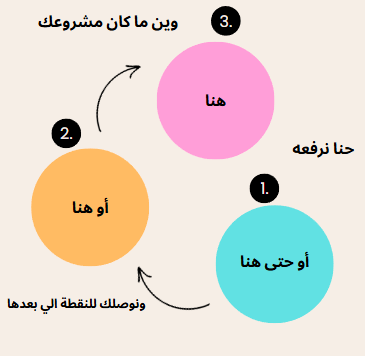 وين ما كان مشروعك
3.
هنا
2.
أو هنا
حنا نرفعه
1.
أو حتى هنا
ونوصلك للنقطة الي بعدها